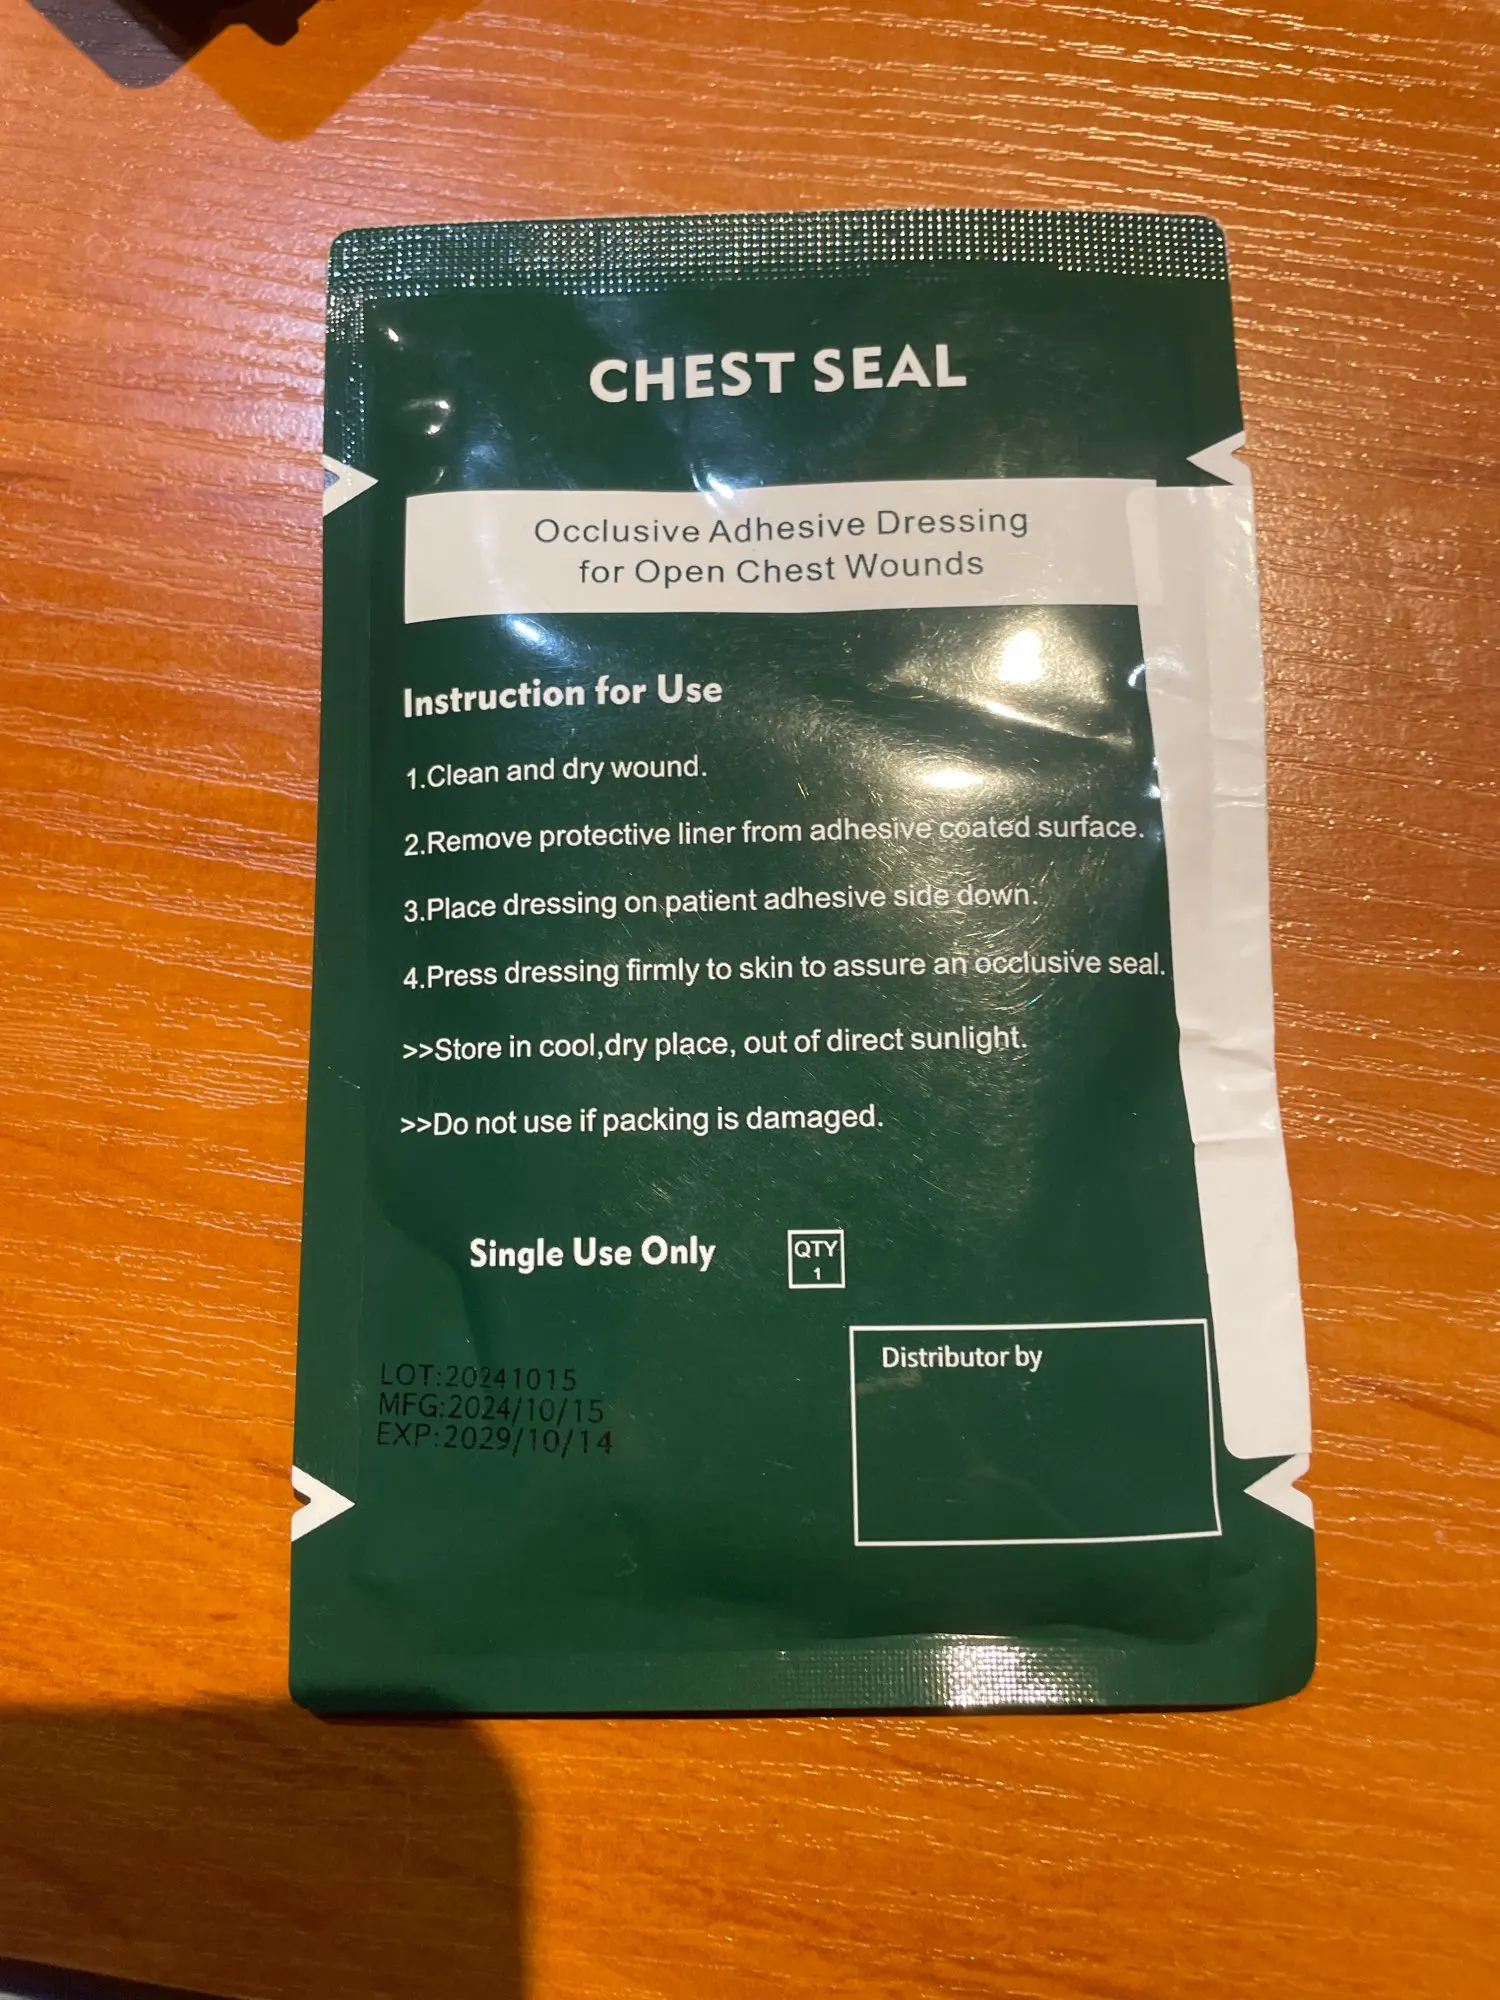 CHEST SEAL
Occlusive Adhesive Dressing
for Open Chest Wounds
Instruction for Use
1.Clean and dry wound.
2.Remove protective liner from adhesive coated surface.
3.Place dressing on patient adhesive side down.
4.Press dressing firmly to skin to assure an occlusive seal.
>>Store in cool,dry place, out of direct sunlight.
>>Do not use if packing is damaged.
Single Use Only
QTY
1
Distributor by
LOT:20241015
MFG:2024/10/15
EXP:2029/10/14